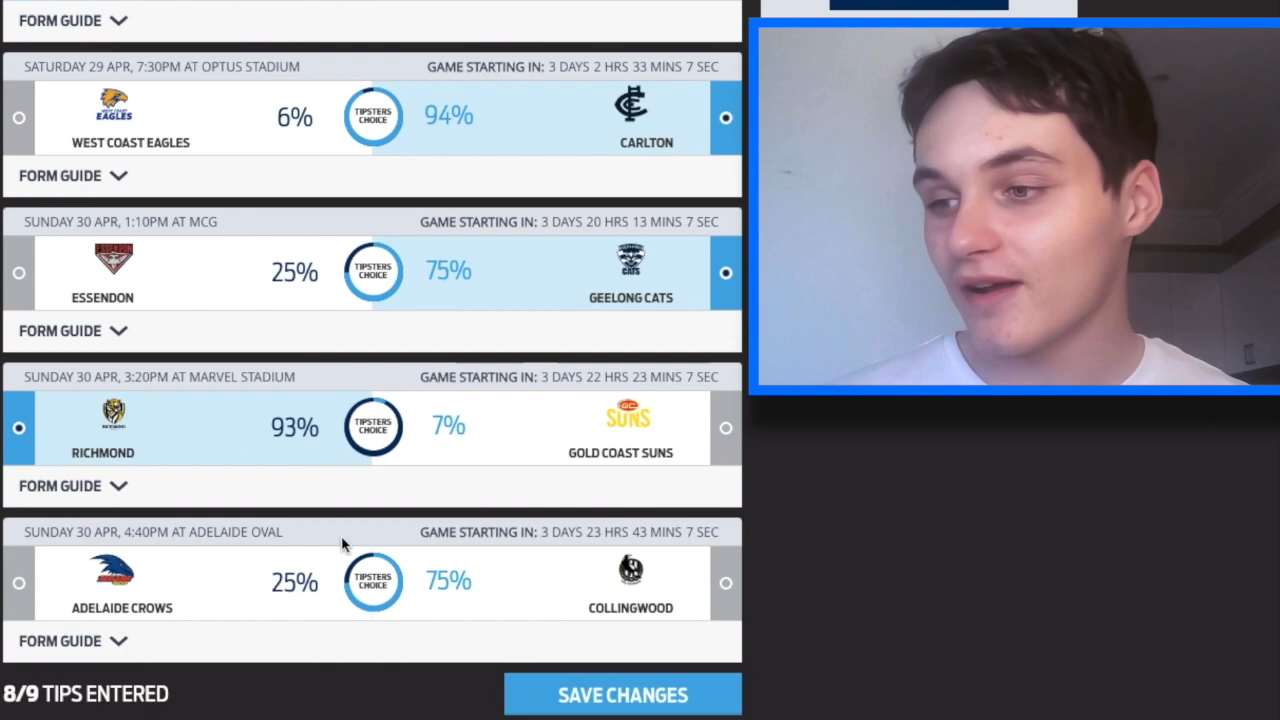 FORM GUIDE
SATURDAY 29 APR, 7:30PM AT OPTUS STADIUM GAME STARTING IN: 3 DAYS 2 HRS 33 MINS 7 SEC
WEST COAST
EAGLES
6% TIPSTERS CHOICE 94%
WEST COAST EAGLES CARLTON
FORM GUIDE
SUNDAY 30 APR, 1:10PM AT MCG GAME STARTING IN: 3 DAYS 20 HRS 13 MINS 7 SEC
CATS
25% TIPSTERS CHOICE 75%
ESSENDON GEELONG CATS
FORM GUIDE
SUNDAY 30 APR, 3:20PM AT MARVEL STADIUM GAME STARTING IN: 3 DAYS 22 HRS 23 MINS 7 SEC
GC
SUNS
93% TIPSTERS CHOICE 7%
RICHMOND GOLD COAST SUNS
FORM GUIDE
SUNDAY 30 APR, 4:40PM AT ADELAIDE OVAL GAME STARTING IN: 3 DAYS 23 HRS 43 MINS 7 SEC
25% TIPSTERS CHOICE 75%
ADELAIDE CROWS COLLINGWOOD
FORM GUIDE
8/9 TIPS ENTERED SAVE CHANGES